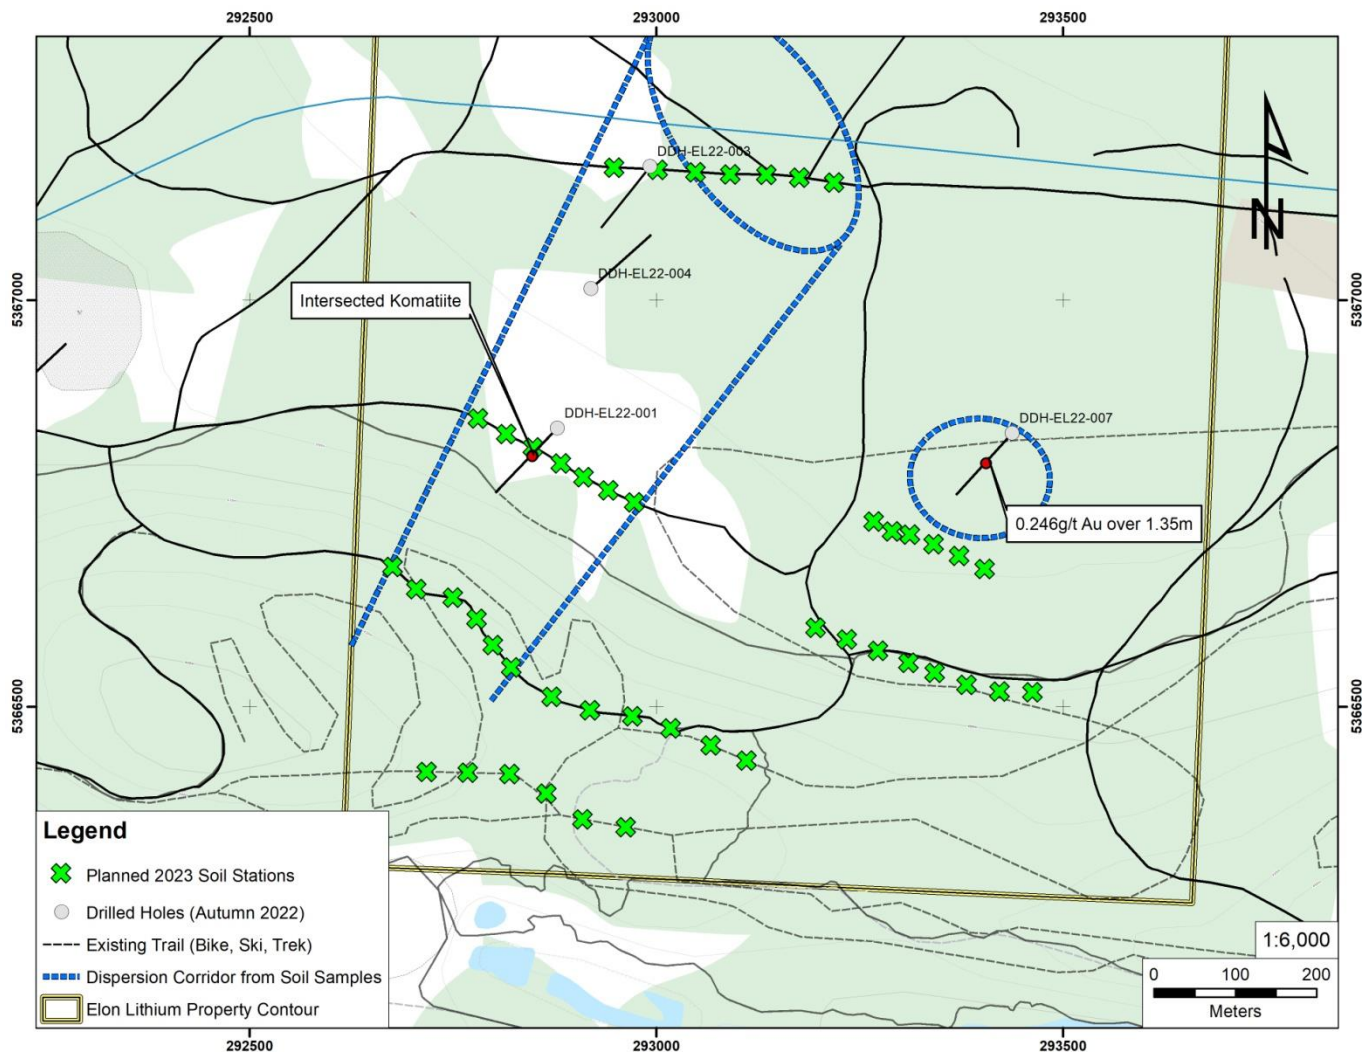 292500
293000
293500
DDH-EL22-003
N
DDH-EL22-004
5367000
Intersected Komatiite
5367000
DDH-EL22-001
DDH-EL22-007
0.246g/t Au over 1.35m
5366500
5366500
Legend
Planned 2023 Soil Stations
Drilled Holes (Autumn 2022)
Existing Trail (Bike, Ski, Trek)
Dispersion Corridor from Soil Samples
Elon Lithium Property Contour
1:6,000
0 100 200
Meters
292500
293000
293500